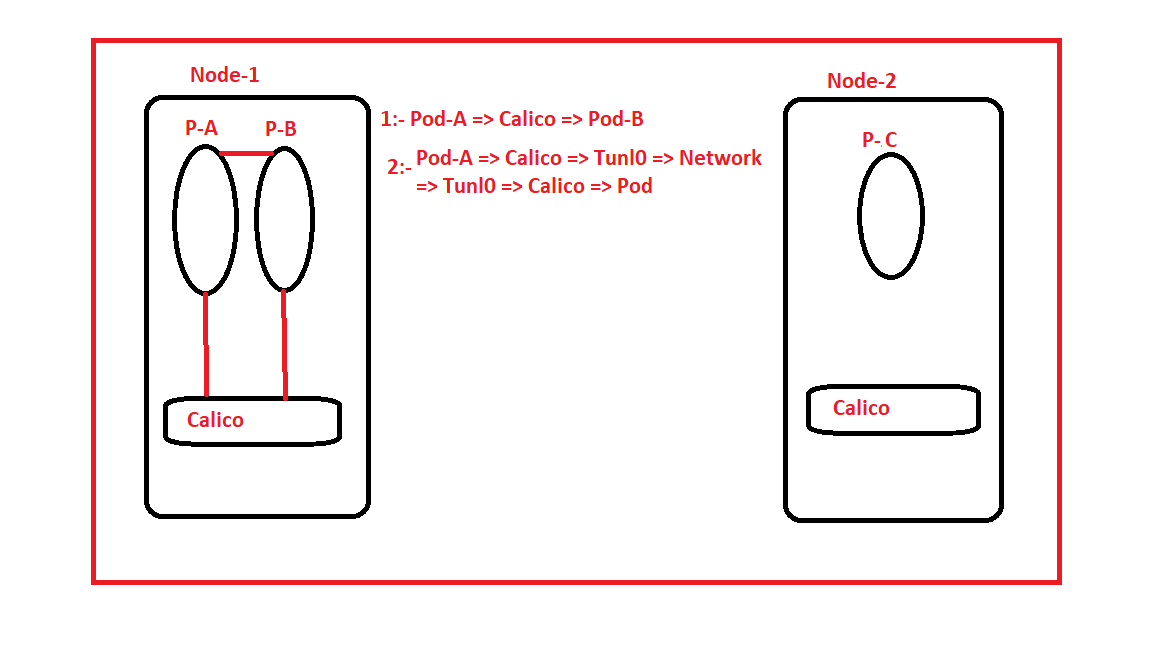 Node-1
Node-2
P-A
P-B
P- C
1:- Pod-A => Calico => Pod-B
2:- Pod-A => Calico => Tunl0 => Network
=> Tunl0 => Calico => Pod
Calico
Calico